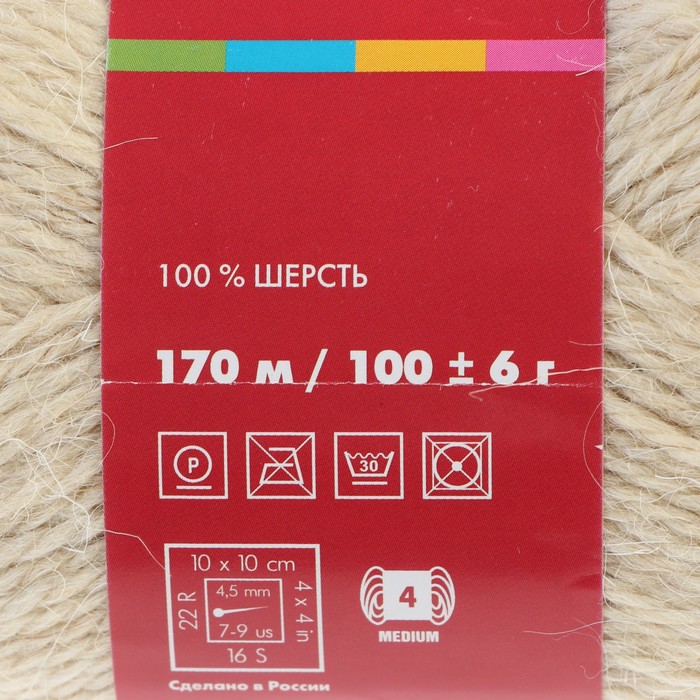 100 % ШЕРСТЬ
170 м / 100 ± 6 г
P
30
10 x 10 cm
22 R
4,5 mm
7-9 us
4 x 4 in
16 S
4
MEDIUM
Сделано в России